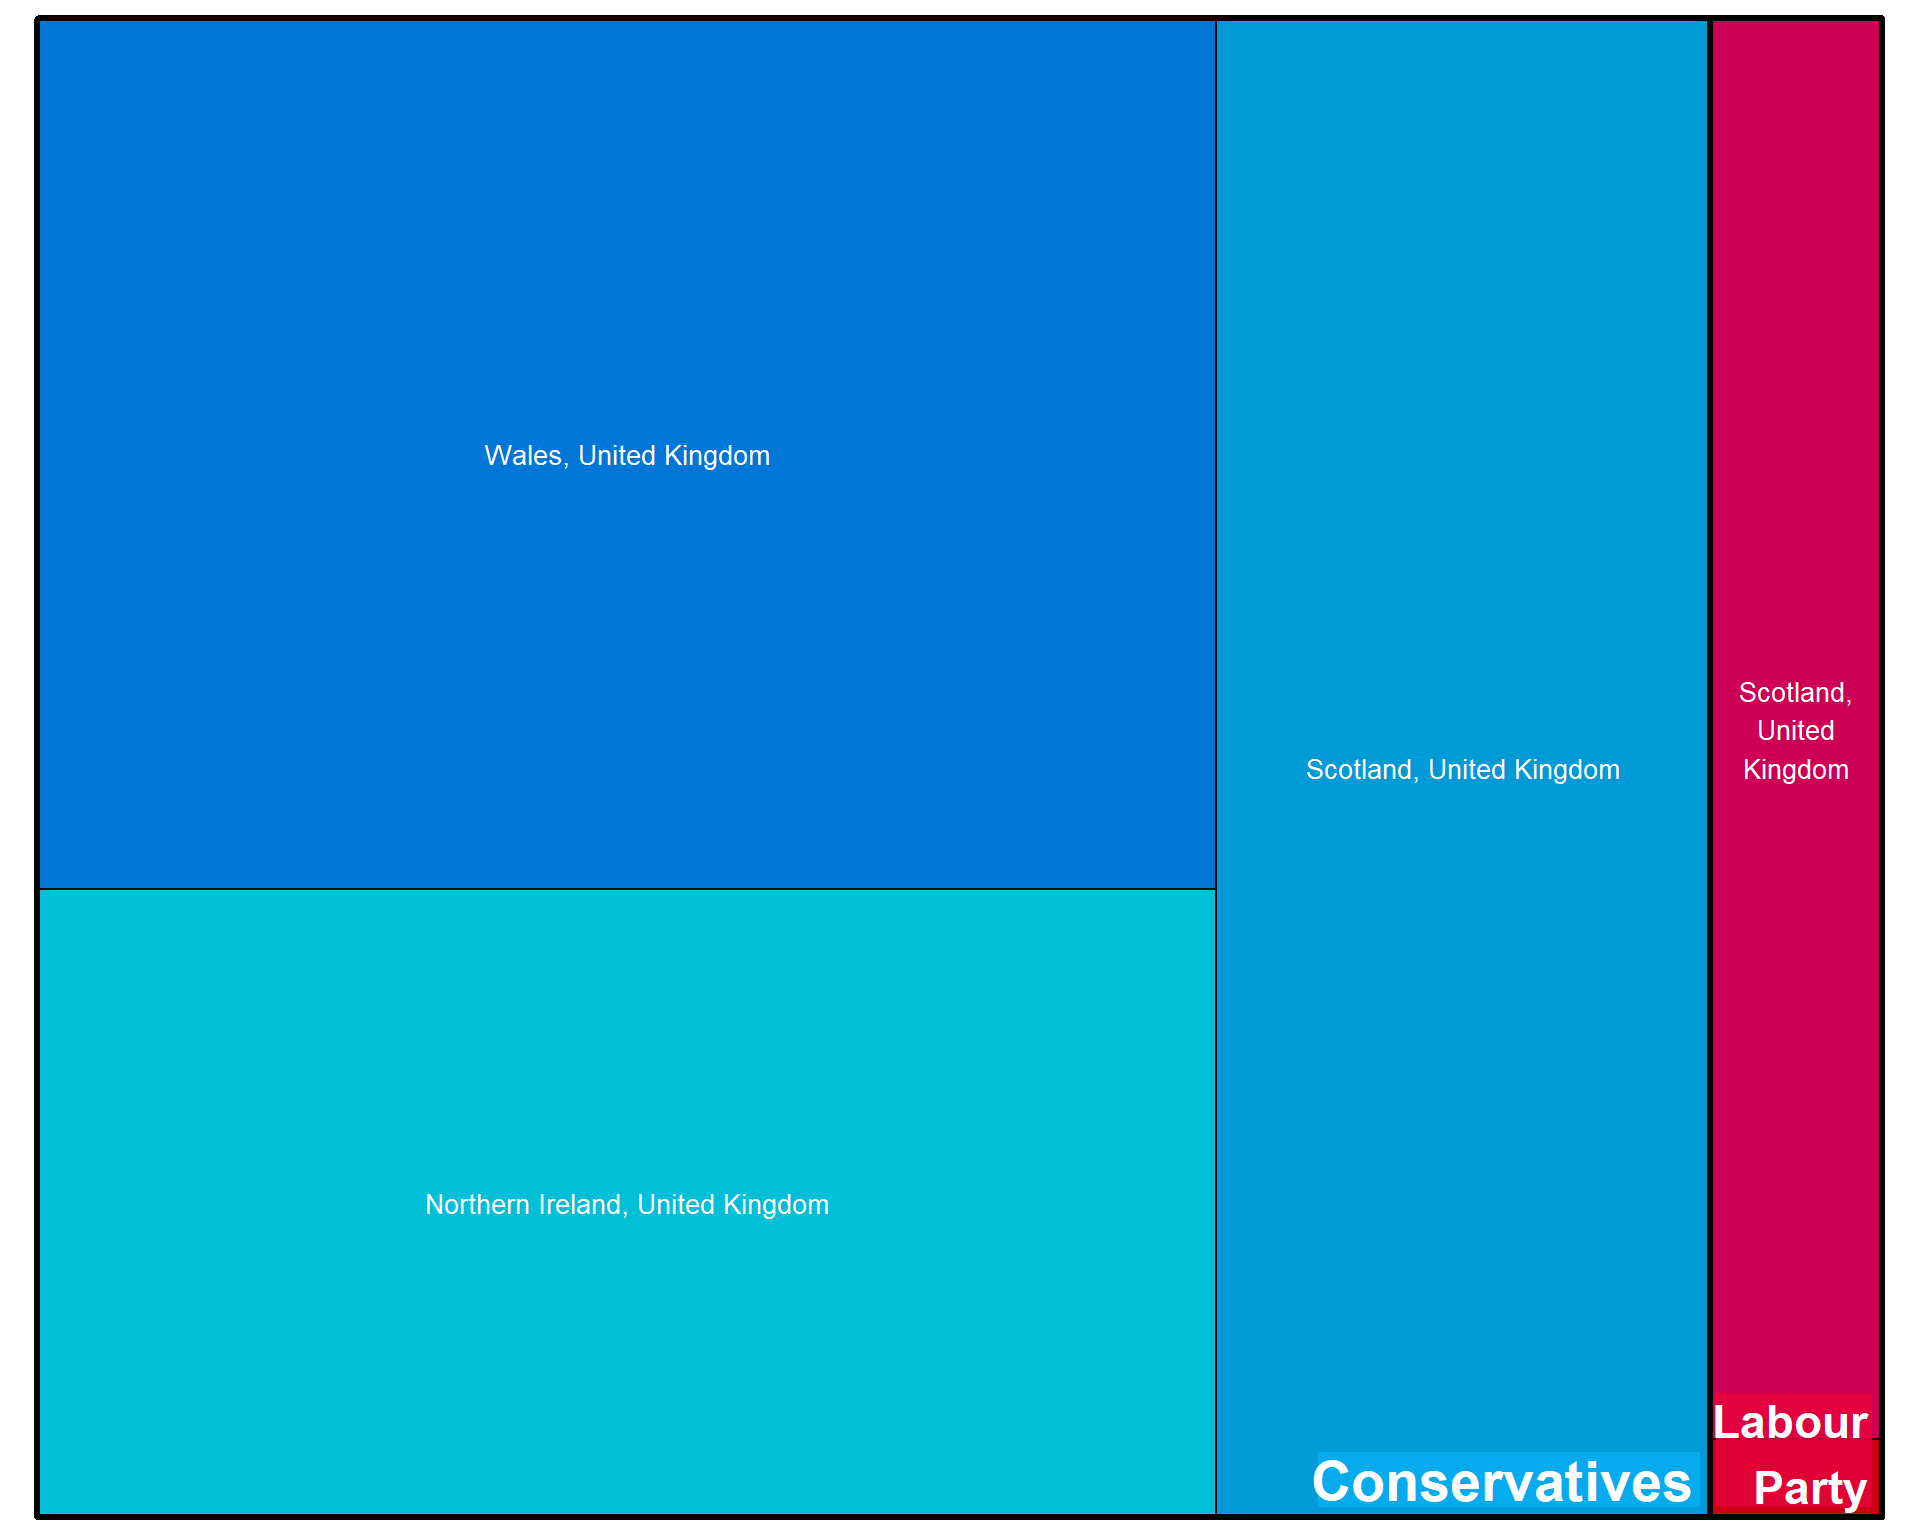 Wales, United Kingdom
Northern Ireland, United Kingdom
Scotland, United Kingdom
Conservatives
Scotland,
United
Kingdom
Labour
Party